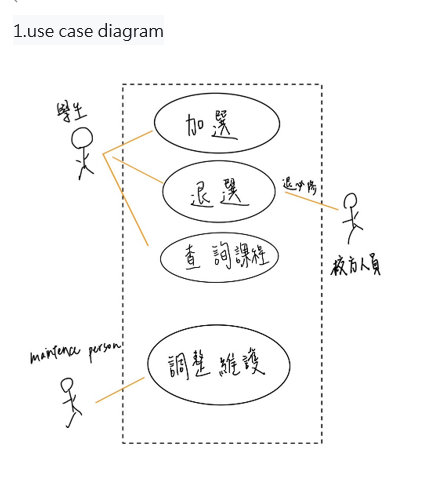 1.use case diagram
學生
加選
退選
退必修
查詢課程
校方人員
maintence person
調整維護